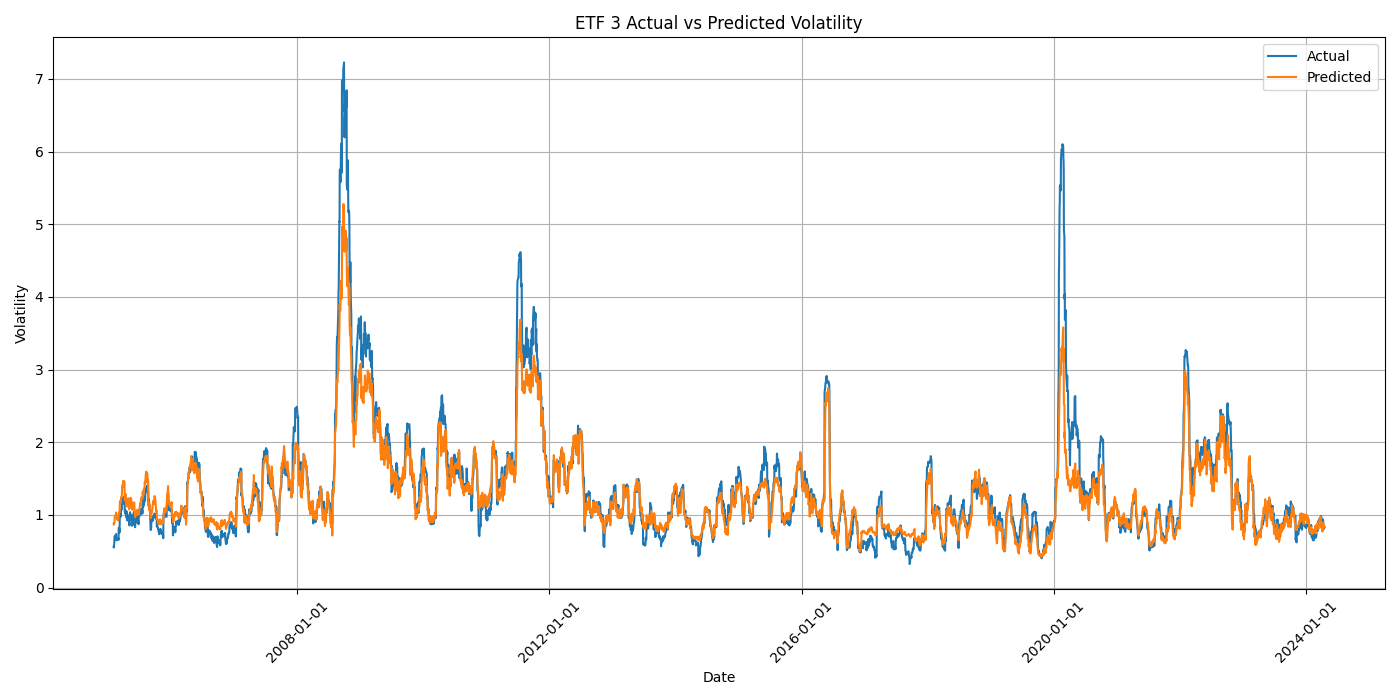 ETF 3 Actual vs Predicted Volatility
Actual
Predicted
7
6
5
4
3
2
1
0
Volatility
2008-01-01
2012-01-01
2016-01-01
2020-01-01
2024-01-01
Date